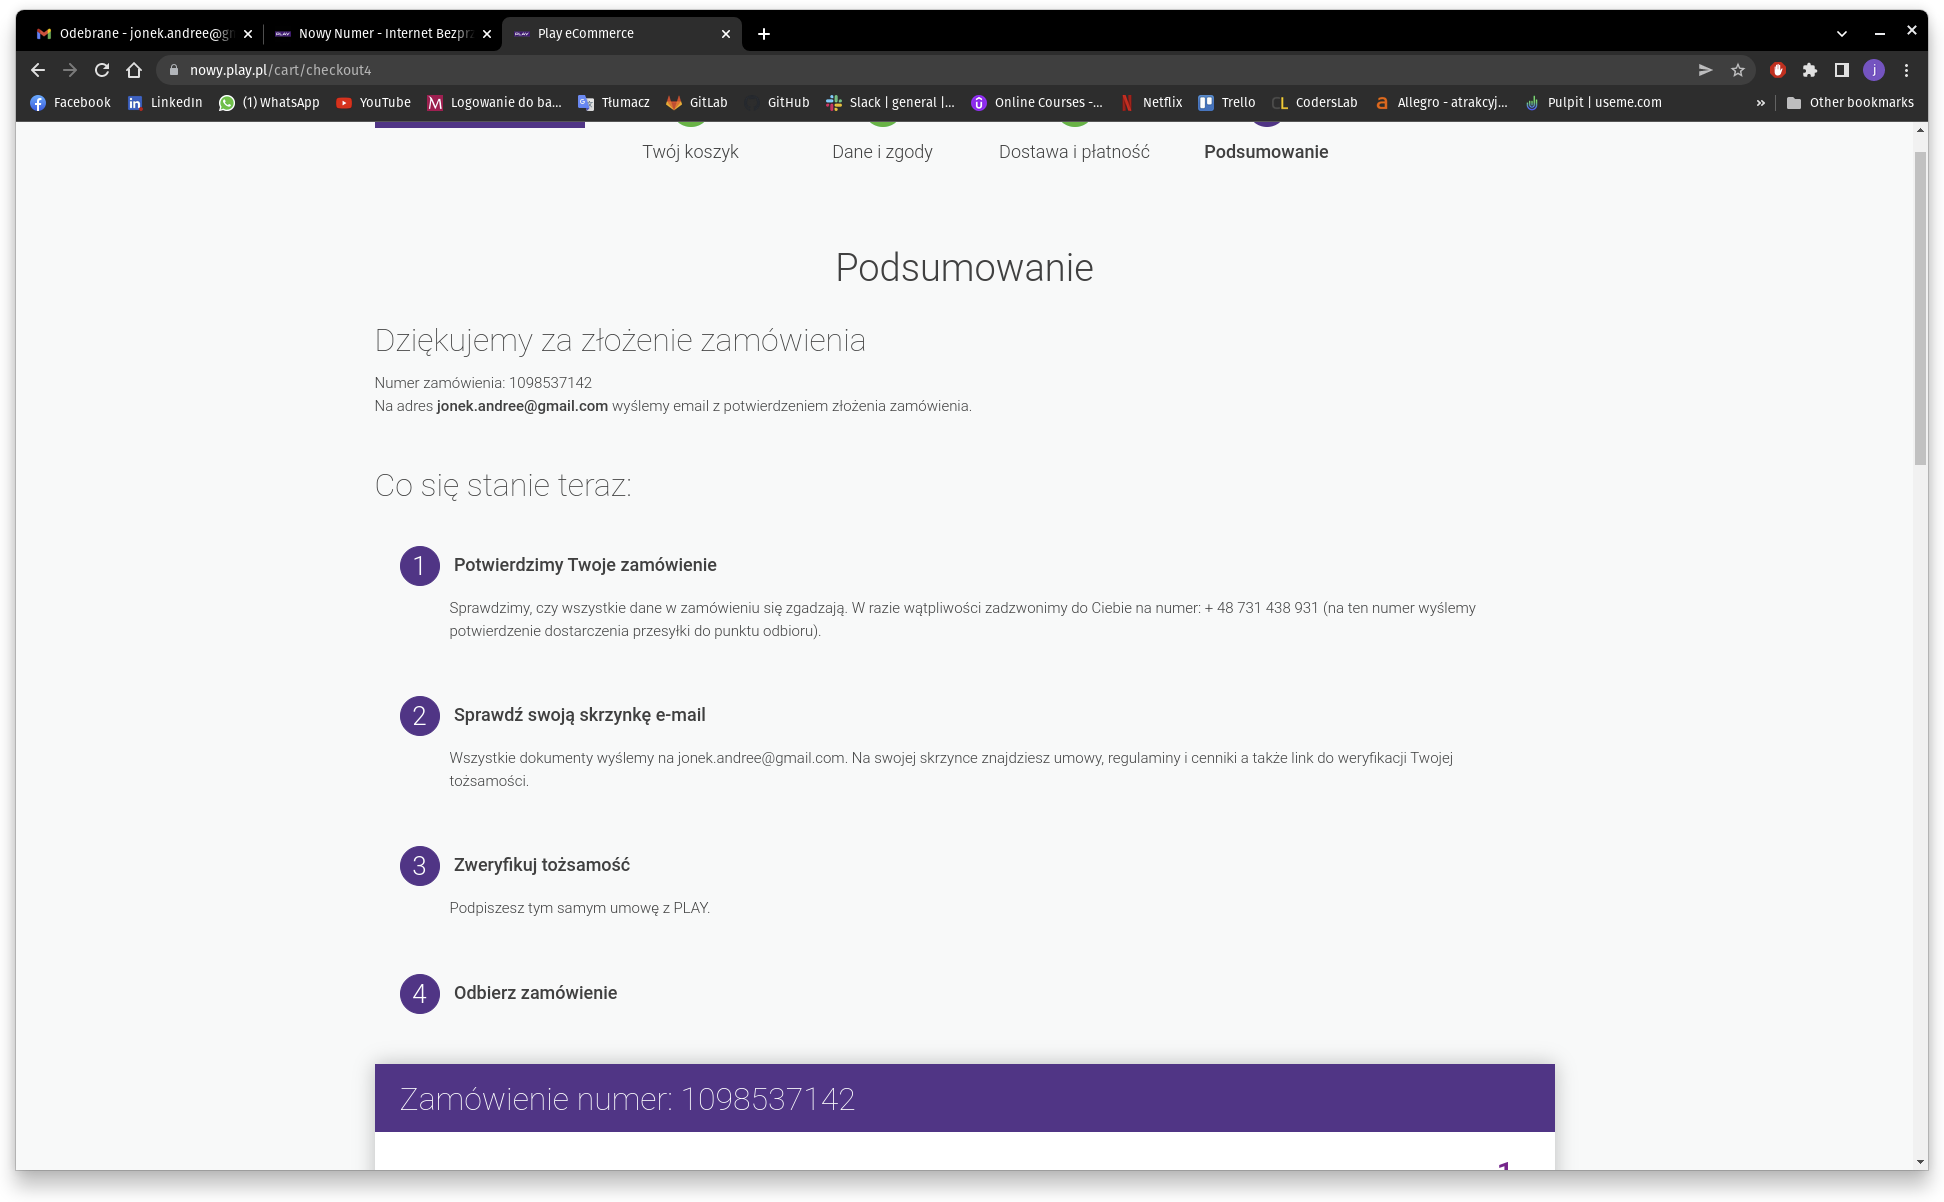 Odebrane - jonek.andree@gm
Nowy Numer - Internet Bezprz
PLAY
Play eCommerce
nowy.play.pl/cart/checkout4
j
Facebook
LinkedIn
(1) WhatsApp
YouTube
Logowanie do ba...
Tłumacz
GitLab
GitHub
Slack | general |...
Online Courses -...
Netflix
Trello
CodersLab
Allegro - atrakcyj...
Pulpit | useme.com
»
Other bookmarks
Twój koszyk
Dane i zgody
Dostawa i płatność
Podsumowanie
Podsumowanie
Dziękujemy za złożenie zamówienia
Numer zamówienia: 1098537142
Na adres jonek.andree@gmail.com wyślemy email z potwierdzeniem złożenia zamówienia.
Co się stanie teraz:
1 Potwierdzimy Twoje zamówienie
Sprawdzimy, czy wszystkie dane w zamówieniu się zgadzają. W razie wątpliwości zadzwonimy do Ciebie na numer: + 48 731 438 931 (na ten numer wyślemy
potwierdzenie dostarczenia przesyłki do punktu odbioru).
2 Sprawdź swoją skrzynkę e-mail
Wszystkie dokumenty wyślemy na jonek.andree@gmail.com. Na swojej skrzynce znajdziesz umowy, regulaminy i cenniki a także link do weryfikacji Twojej
tożsamości.
3 Zweryfikuj tożsamość
Podpiszesz tym samym umowę z PLAY.
4 Odbierz zamówienie
Zamówienie numer: 1098537142